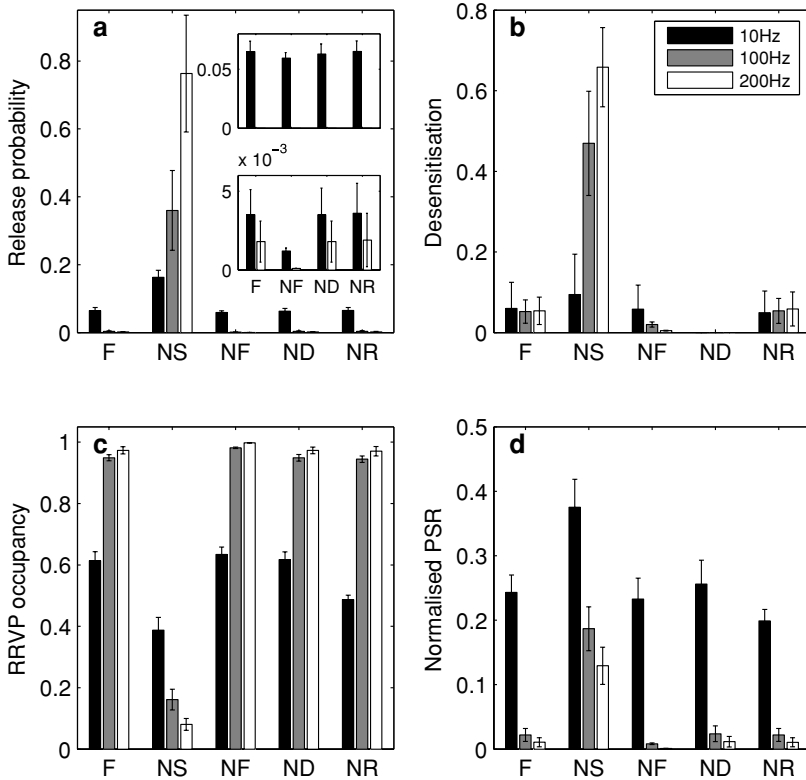 a
Release probability
0.8
0.6
0.4
0.2
0
0.05
0
x 10⁻³
5
0
F NF ND NR
F NS NF ND NR
b
10Hz
100Hz
200Hz
Desensitisation
0.8
0.6
0.4
0.2
0
F NS NF ND NR
c
RRVP occupancy
1
0.8
0.6
0.4
0.2
0
F NS NF ND NR
d
Normalised PSR
0.5
0.4
0.3
0.2
0.1
0
F NS NF ND NR